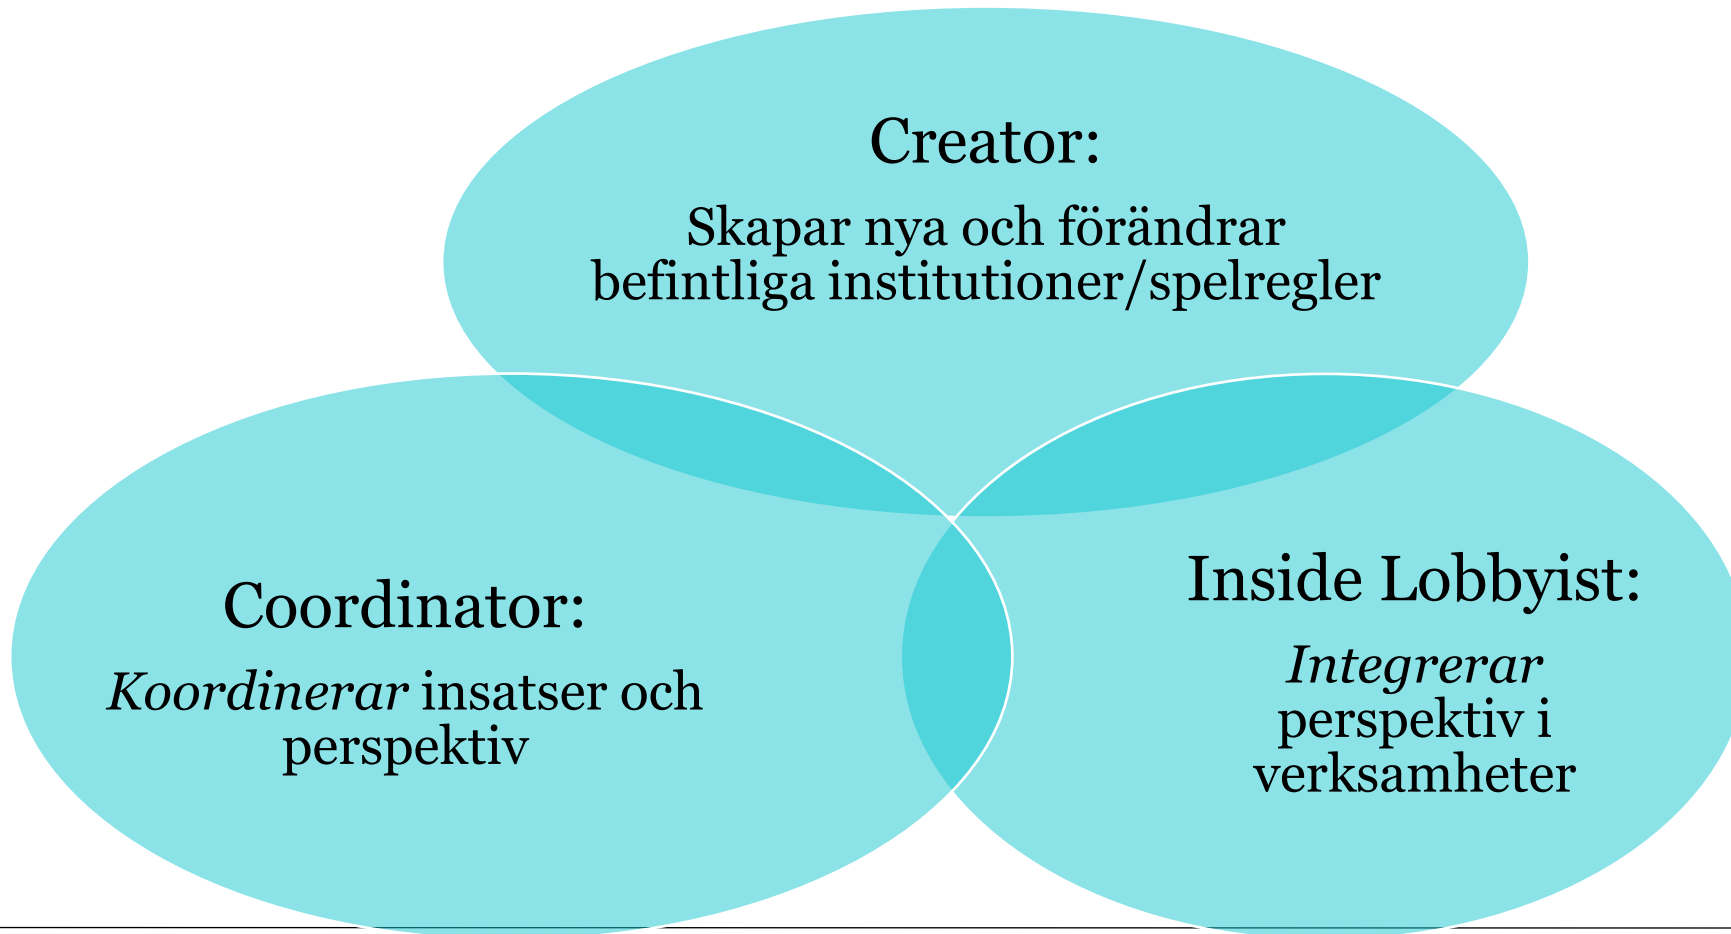 Creator:
Skapar nya och förändrar
befintliga institutioner/spelregler
Coordinator:
Koordinerar insatser och
perspektiv
Inside Lobbyist:
Integrerar
perspektiv i
verksamheter